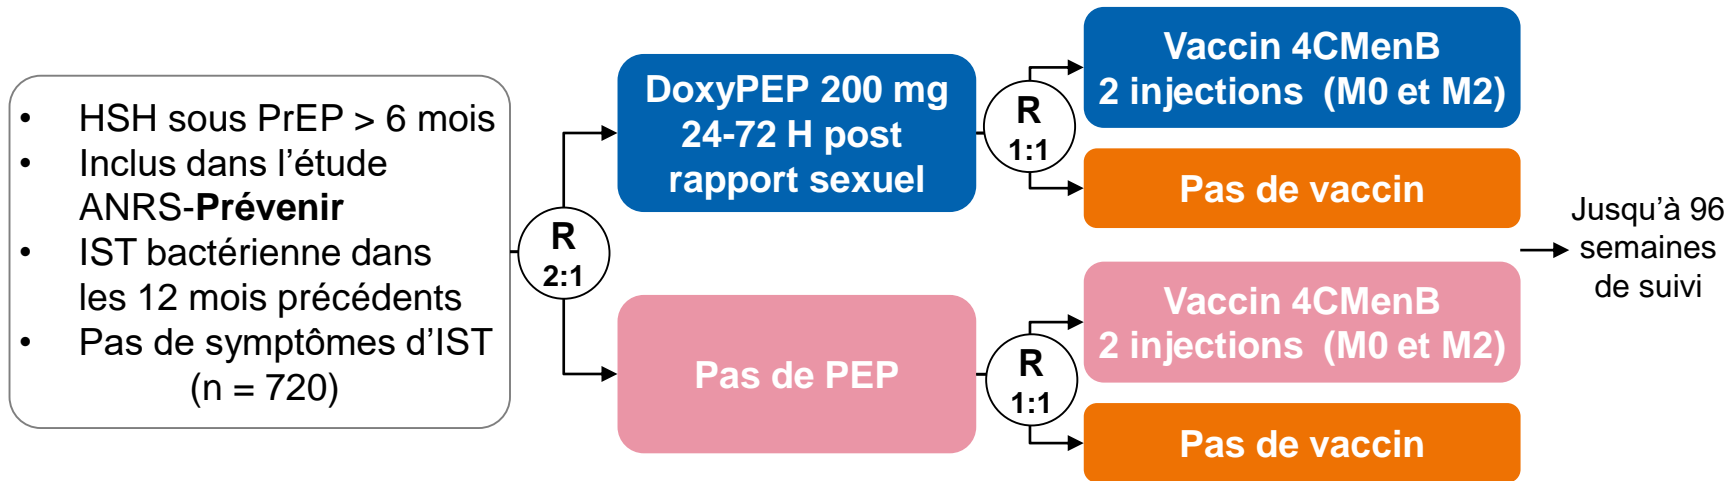 • HSH sous PrEP > 6 mois
• Inclus dans l’étude
ANRS-Prévenir
• IST bactérienne dans
les 12 mois précédents
• Pas de symptômes d’IST
(n = 720)
R
2:1
DoxyPEP 200 mg
24-72 H post
rapport sexuel
Pas de PEP
R
1:1
Vaccin 4CMenB
2 injections (M0 et M2)
Pas de vaccin
R
1:1
Vaccin 4CMenB
2 injections (M0 et M2)
Pas de vaccin
Jusqu’à 96
semaines
de suivi